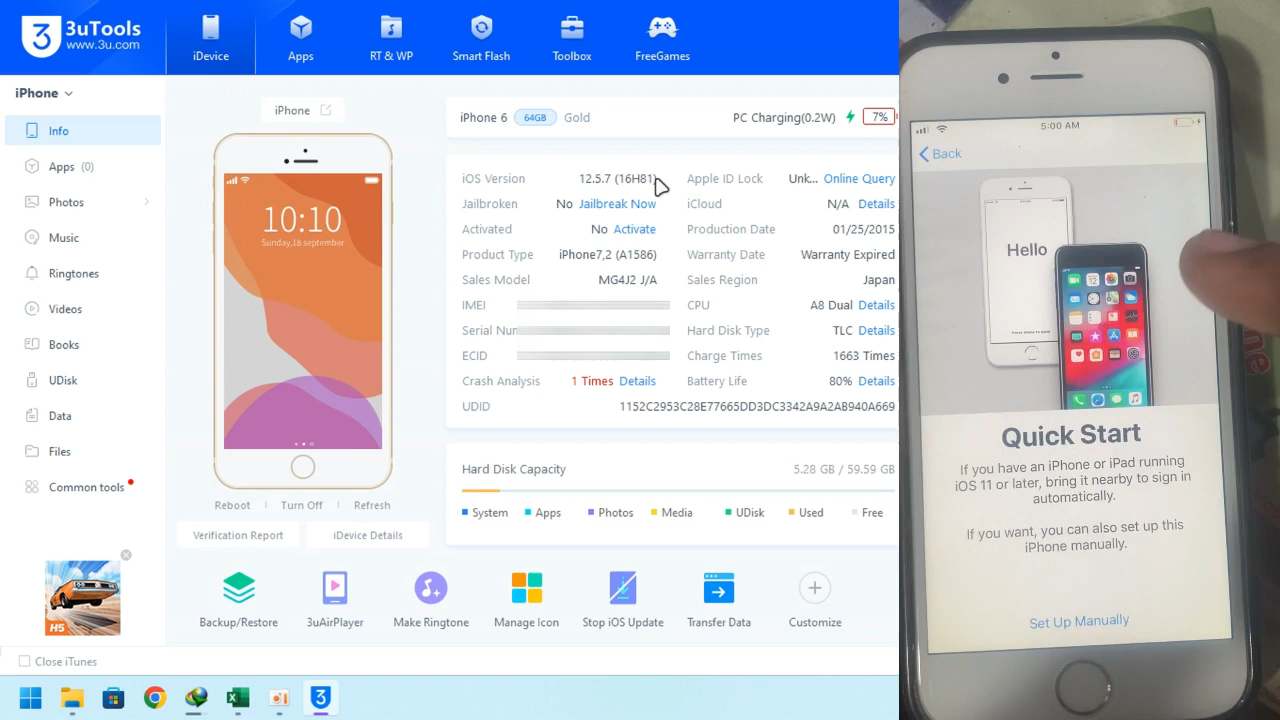 3uTools
www.3u.com
iDevice
Apps
RT & WP
Smart Flash
Toolbox
FreeGames
iPhone
Info
Apps (0)
Photos
Music
Ringtones
Videos
Books
UDisk
Data
Files
Common tools
H5
Close iTunes
iPhone
10:10
Sunday,18 september
Reboot
Turn Off
Refresh
Verification Report
iDevice Details
iPhone 6 64GB Gold
PC Charging(0.2W) 7%
iOS Version 12.5.7 (16H81)
Apple ID Lock Unk... Online Query
Jailbroken No Jailbreak Now
iCloud N/A Details
Activated No Activate
Production Date 01/25/2015
Product Type iPhone7,2 (A1586)
Warranty Date Warranty Expired
Sales Model MG4J2 J/A
Sales Region Japan
IMEI
CPU A8 Dual Details
Serial Num
Hard Disk Type TLC Details
ECID
Charge Times 1663 Times
Crash Analysis 1 Times Details
Battery Life 80% Details
UDID 1152C2953C28E77665DD3DC3342A9A2AB940A669
Hard Disk Capacity 5.28 GB / 59.59 GB
System Apps Photos Media UDisk Used Free
Backup/Restore
3uAirPlayer
Make Ringtone
Manage Icon
Stop iOS Update
Transfer Data
Customize
5:00 AM
Back
Hello
Quick Start
If you have an iPhone or iPad running
iOS 11 or later, bring it nearby to sign in
automatically.
If you want, you can also set up this
iPhone manually.
Set Up Manually